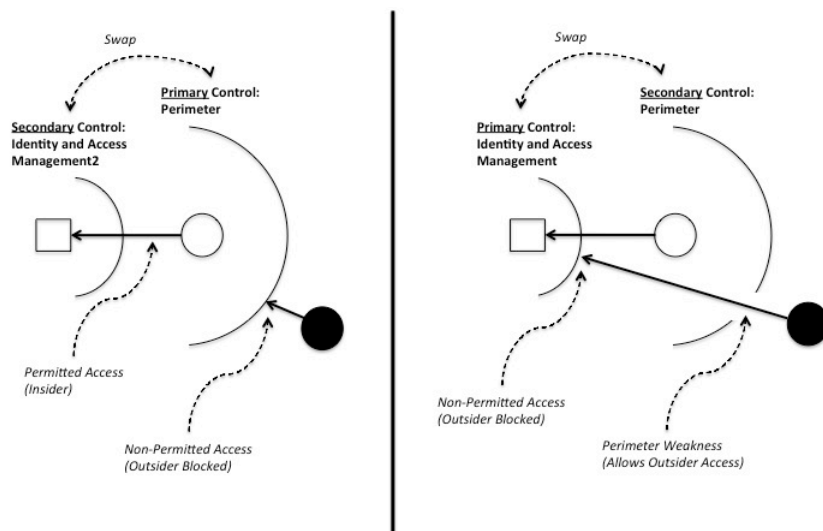 Swap
Primary Control:
Perimeter
Secondary Control:
Identity and Access
Management2
Permitted Access
(Insider)
Non-Permitted Access
(Outsider Blocked)
Swap
Secondary Control:
Perimeter
Primary Control:
Identity and Access
Management
Non-Permitted Access
(Outsider Blocked)
Perimeter Weakness
(Allows Outsider Access)